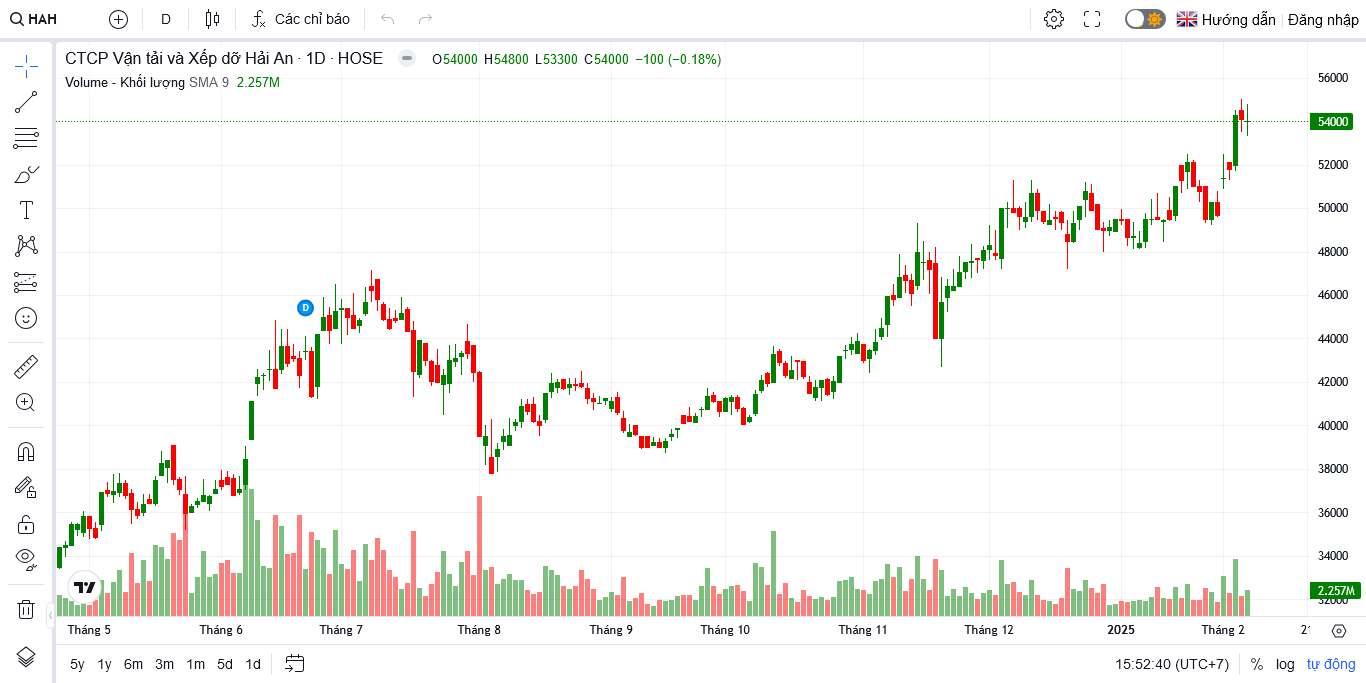 HAH D Các chỉ báo Hướng dẫn Đăng nhập
CTCP Vận tải và Xếp dỡ Hải An · 1D · HOSE O54000 H54800 L53300 C54000 −100 (−0.18%)
Volume - Khối lượng SMA 9 2.257M
56000
54000
52000
50000
48000
46000
D
44000
42000
40000
38000
36000
34000
2.257M
Tháng 5 Tháng 6 Tháng 7 Tháng 8 Tháng 9 Tháng 10 Tháng 11 Tháng 12 2025 Tháng 2
5y 1y 6m 3m 1m 5d 1d 15:52:40 (UTC+7) % log tự động